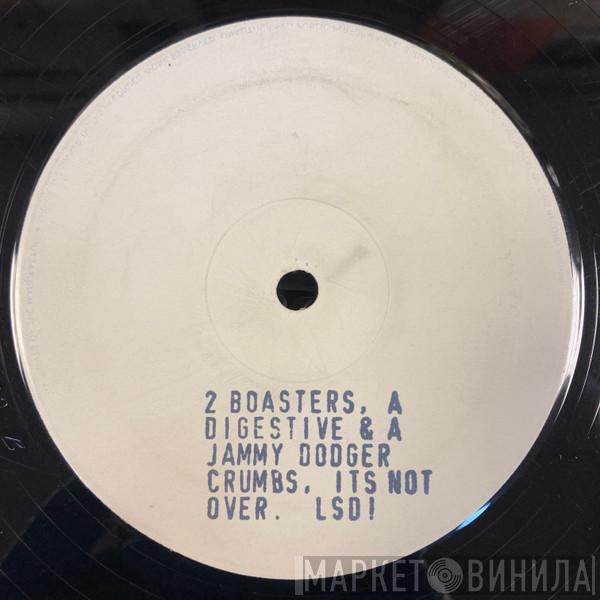 2 BOASTERS, A
DIGESTIVE & A
JAMMY DODGER
CRUMBS, ITS NOT
OVER. LSD!
МАРКЕТ ВИНИЛА